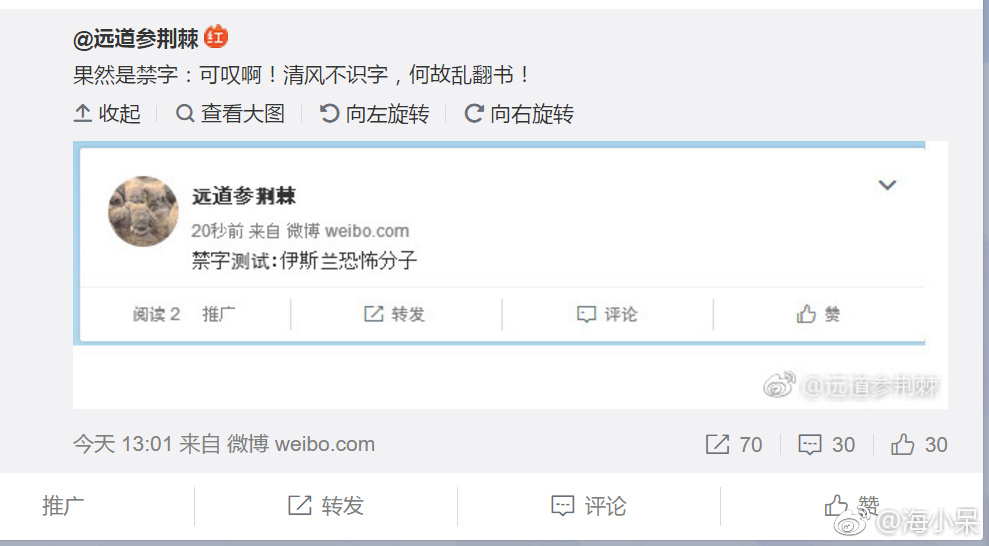 @远道参荆棘 红
果然是禁字：可叹啊！清风不识字，何故乱翻书！
收起 查看大图 向左旋转 向右旋转
远道参荆棘
20秒前 来自 微博 weibo.com
禁字测试:伊斯兰恐怖分子
阅读 2 推广 转发 评论 赞
@远道参荆棘
今天 13:01 来自 微博 weibo.com 70 30 30
推广 转发 评论 赞
@海小呆